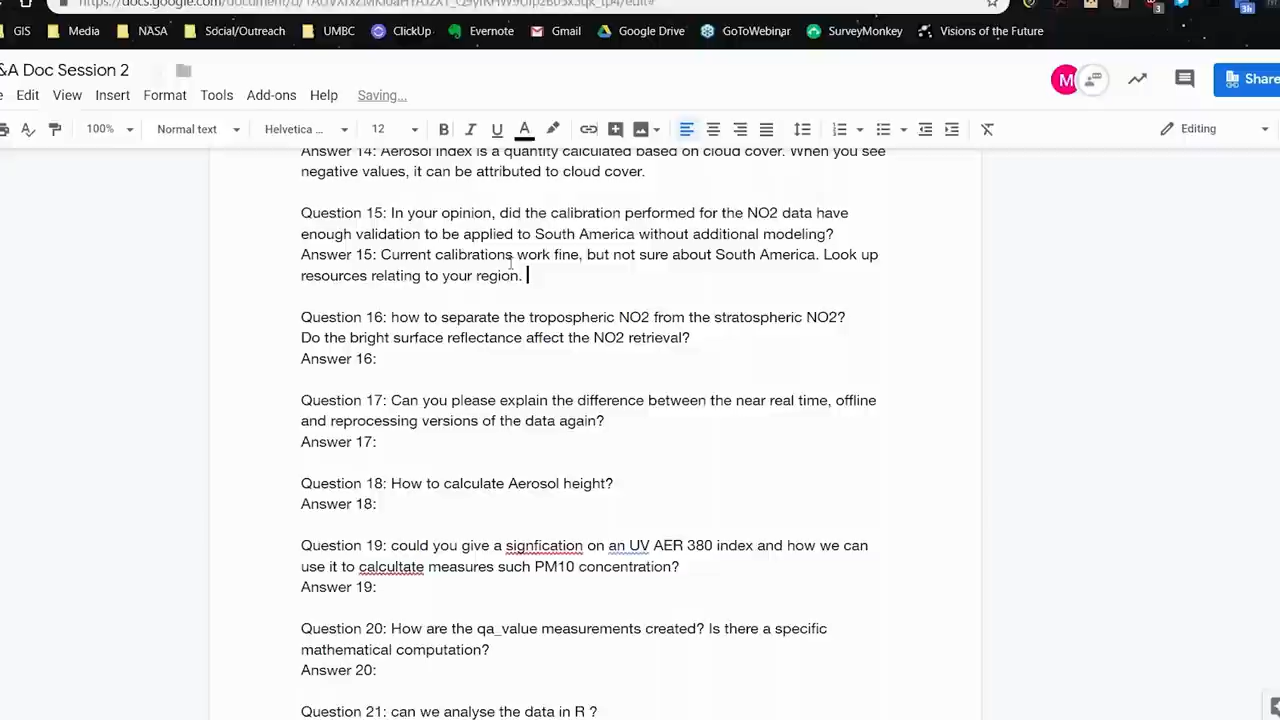 GIS Media NASA Social/Outreach UMBC ClickUp Evernote Gmail Google Drive GoToWebinar SurveyMonkey Visions of the Future
&A Doc Session 2
M
Share
Edit View Insert Format Tools Add-ons Help Saving...
100% Normal text Helvetica ... 12 B I U A Editing
Answer 14: Aerosol Index is a quantity calculated based on cloud cover. When you see
negative values, it can be attributed to cloud cover.
Question 15: In your opinion, did the calibration performed for the NO2 data have
enough validation to be applied to South America without additional modeling?
Answer 15: Current calibrations work fine, but not sure about South America. Look up
resources relating to your region.
Question 16: how to separate the tropospheric NO2 from the stratospheric NO2?
Do the bright surface reflectance affect the NO2 retrieval?
Answer 16:
Question 17: Can you please explain the difference between the near real time, offline
and reprocessing versions of the data again?
Answer 17:
Question 18: How to calculate Aerosol height?
Answer 18:
Question 19: could you give a signfication on an UV AER 380 index and how we can
use it to calcultate measures such PM10 concentration?
Answer 19:
Question 20: How are the qa_value measurements created? Is there a specific
mathematical computation?
Answer 20:
Question 21: can we analyse the data in R ?